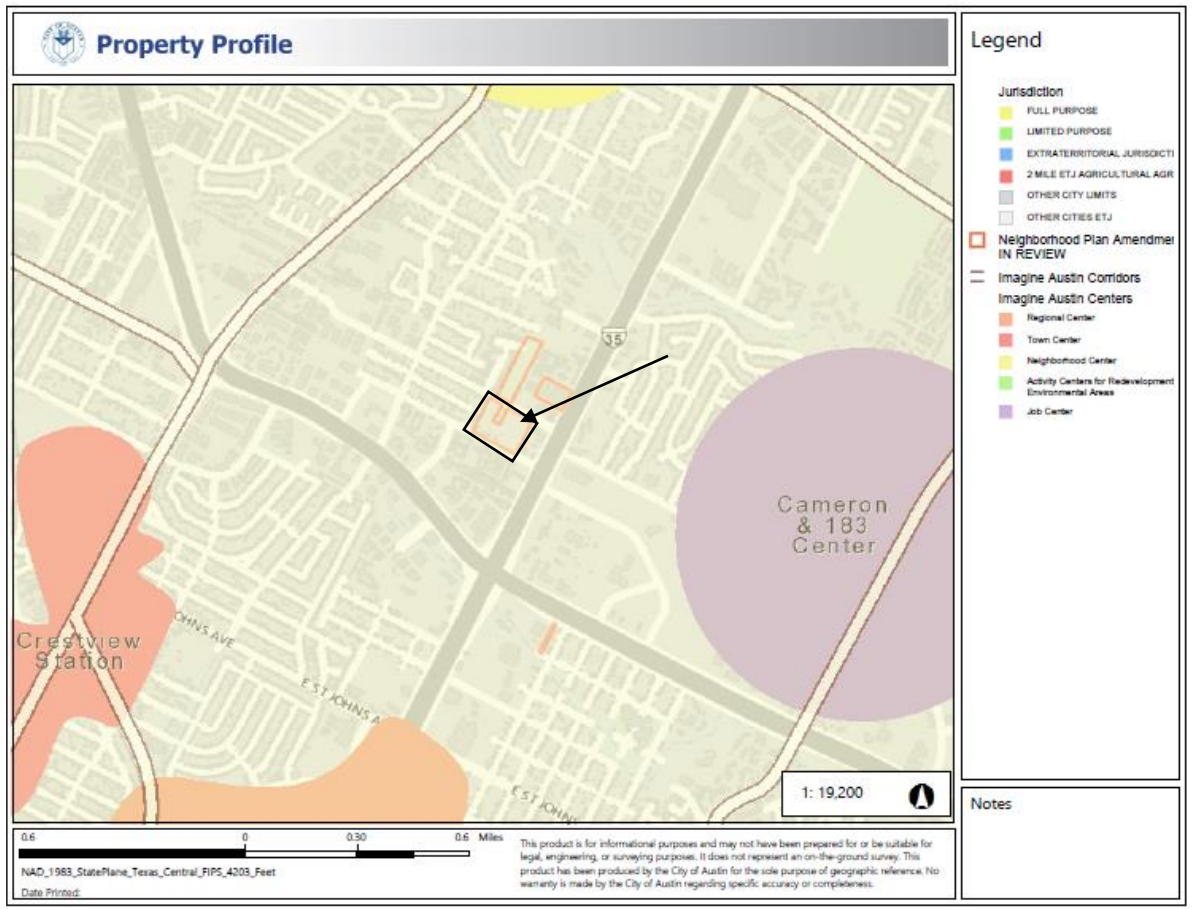 Property Profile
35
Cameron
& 183
Center
Crestview
Station
OHNS AVE
E ST JOHNS A
E ST JOHNS
1: 19,200
0.6 0 0.30 0.6 Miles
NAD_1983_StatePlane_Texas_Central_FIPS_4203_Feet
Date Printed:
This product is for informational purposes and may not have been prepared for or be suitable for
legal, engineering, or surveying purposes. It does not represent an on-the-ground survey. This
product has been produced by the City of Austin for the sole purpose of geographic reference. No
warranty is made by the City of Austin regarding specific accuracy or completeness.
Legend
Jurisdiction
FULL PURPOSE
LIMITED PURPOSE
EXTRATERRITORIAL JURISDICTI
2 MILE ETJ AGRICULTURAL AGR
OTHER CITY LIMITS
OTHER CITIES ETJ
Neighborhood Plan Amendmer
IN REVIEW
Imagine Austin Corridors
Imagine Austin Centers
Regional Center
Town Center
Neighborhood Center
Activity Centers for Redevelopment
Environmental Areas
Job Center
Notes